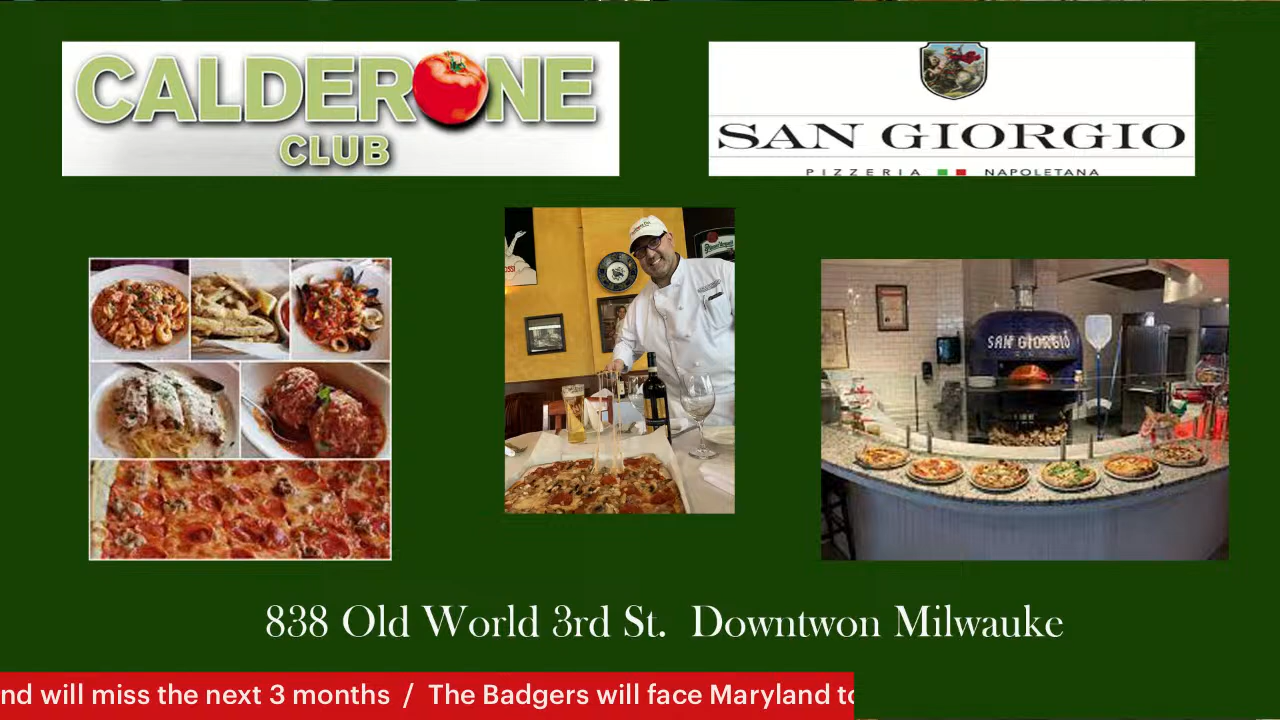 CALDERONE
CLUB
SAN GIORGIO
PIZZERIA NAPOLETANA
SAN GIORGIO
838 Old World 3rd St. Downtwon Milwauke
nd will miss the next 3 months / The Badgers will face Maryland to